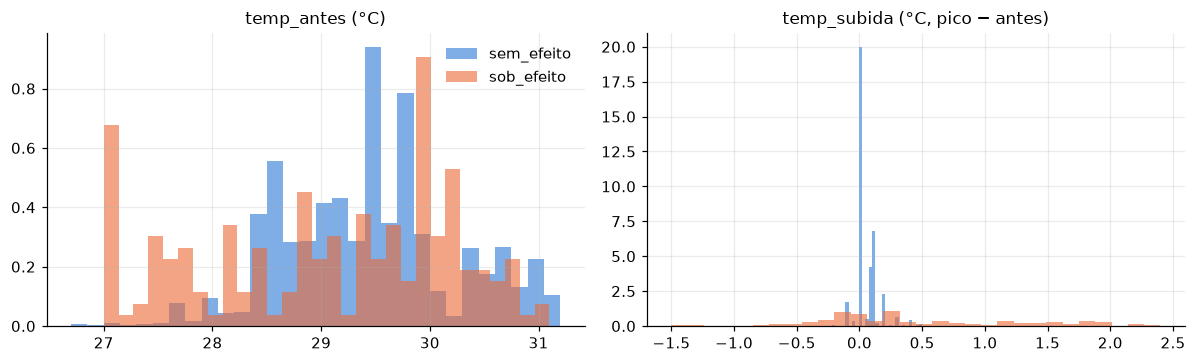 temp_antes (°C)
sem_efeito
sob_efeito
0.8
0.6
0.4
0.2
0.0
27 28 29 30 31
temp_subida (°C, pico − antes)
20.0
17.5
15.0
12.5
10.0
7.5
5.0
2.5
0.0
−1.5 −1.0 −0.5 0.0 0.5 1.0 1.5 2.0 2.5